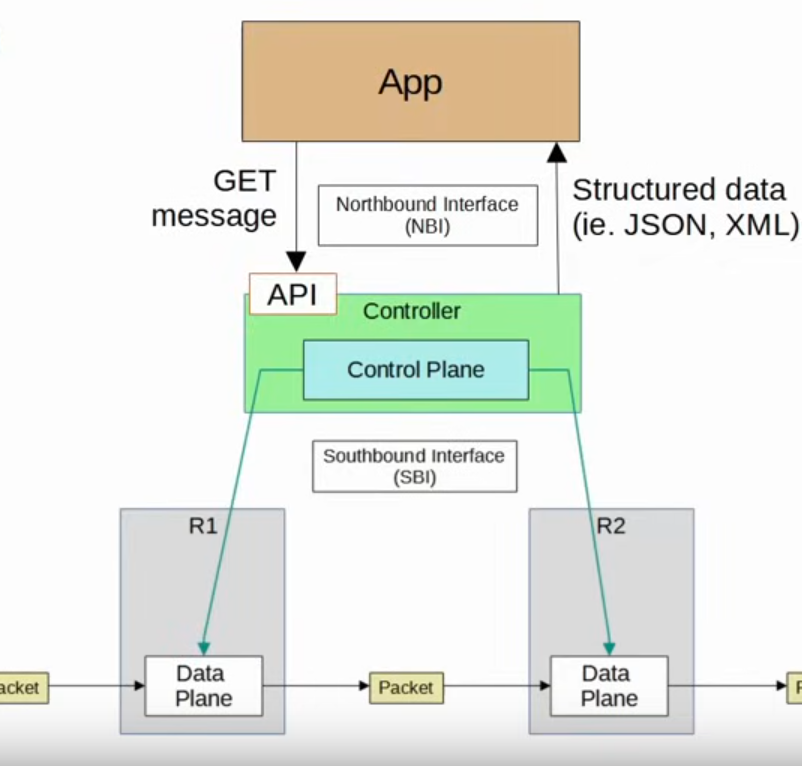 App
GET
message
Northbound Interface
(NBI)
Structured data
(ie. JSON, XML)
API
Controller
Control Plane
Southbound Interface
(SBI)
R1
R2
acket
Data
Plane
Packet
Data
Plane